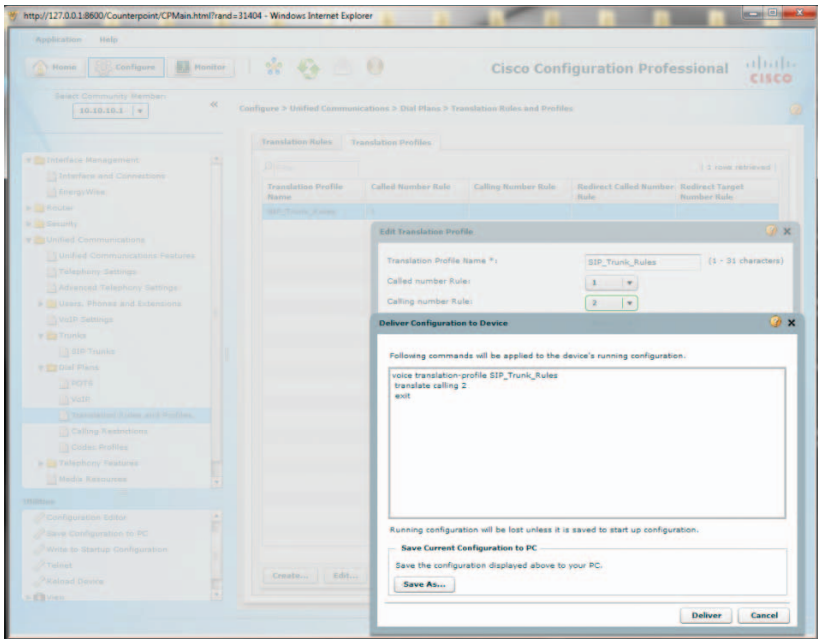 http://127.0.0.1:8600/Counterpoint/CPMain.html?rand=31404 - Windows Internet Explorer
Application Help
Home Configure Monitor
Cisco Configuration Professional
CISCO
Select Community Member:
10.10.10.1
Configure > Unified Communications > Dial Plans > Translation Rules and Profiles
Translation Rules Translation Profiles
Interface Management
Interface and Connections
EnergyWise
Router
Security
Unified Communications
Unified Communications Features
Telephony Settings
Advanced Telephony Settings
Users, Phones and Extensions
VoIP Settings
Trunks
SIP Trunks
Dial Plans
POTS
VoIP
Translation Rules and Profiles
Calling Restrictions
Codec Profiles
Telephony Features
Media Resources
Utilities
Configuration Editor
Save Configuration to PC
Write to Startup Configuration
Telnet
Reload Device
View
[ 2 rows retrieved ]
Translation Profile Name Called Number Rule Calling Number Rule Redirect Called Number Rule Redirect Target Number Rule
SIP_Trunk_Rules
Create... Edit...
Edit Translation Profile
Translation Profile Name *: SIP_Trunk_Rules (1 - 31 characters)
Called number Rule: 1
Calling number Rule: 2
Deliver Configuration to Device
Following commands will be applied to the device's running configuration.
voice translation-profile SIP_Trunk_Rules
translate calling 2
exit
Running configuration will be lost unless it is saved to start up configuration.
Save Current Configuration to PC
Save the configuration displayed above to your PC.
Save As...
Deliver Cancel